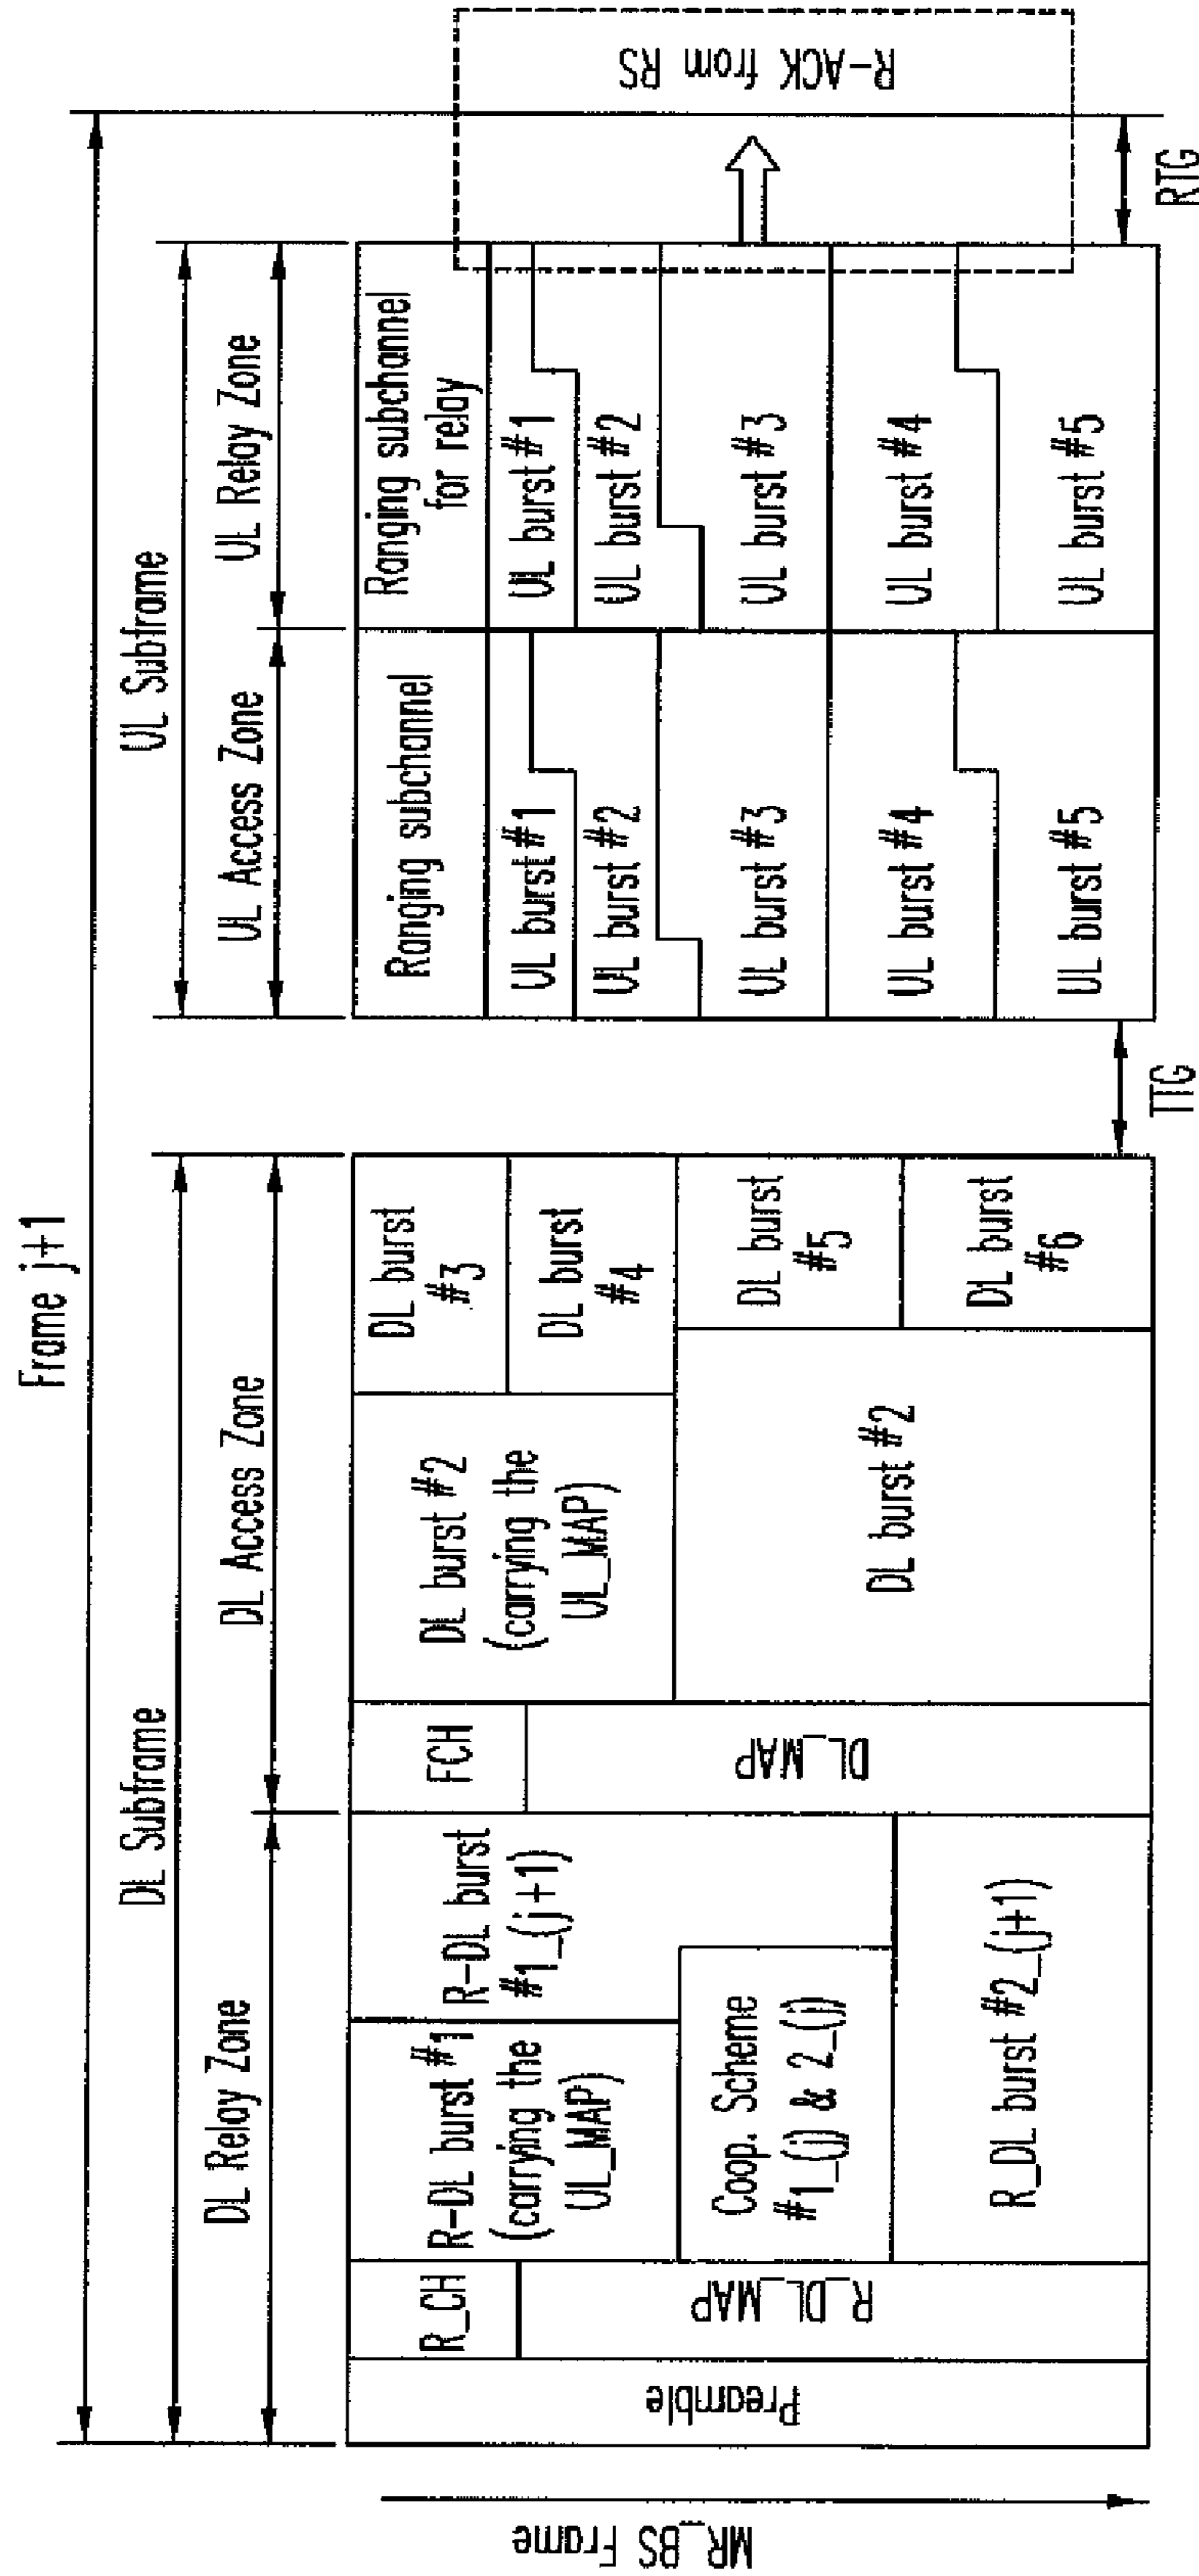 Frame j+1
DL Subframe
UL Subframe
DL Relay Zone
DL Access Zone
UL Access Zone
UL Relay Zone
MR_BS Frame
Preamble
R_CH
R_DL_MAP
R-DL burst #1
(carrying the
UL_MAP)
R-DL burst
#1_(j+1)
Coop. Scheme
#1_(j) & 2_(j)
R_DL burst #2_(j+1)
FCH
DL_MAP
DL burst #2
(carrying the
UL_MAP)
DL burst
#3
DL burst
#4
DL burst #2
DL burst
#5
DL burst
#6
TTG
Ranging subchannel
UL burst #1
UL burst #2
UL burst #3
UL burst #4
UL burst #5
Ranging subchannel
for relay
UL burst #1
UL burst #2
UL burst #3
UL burst #4
UL burst #5
R-ACK from RS
RTG